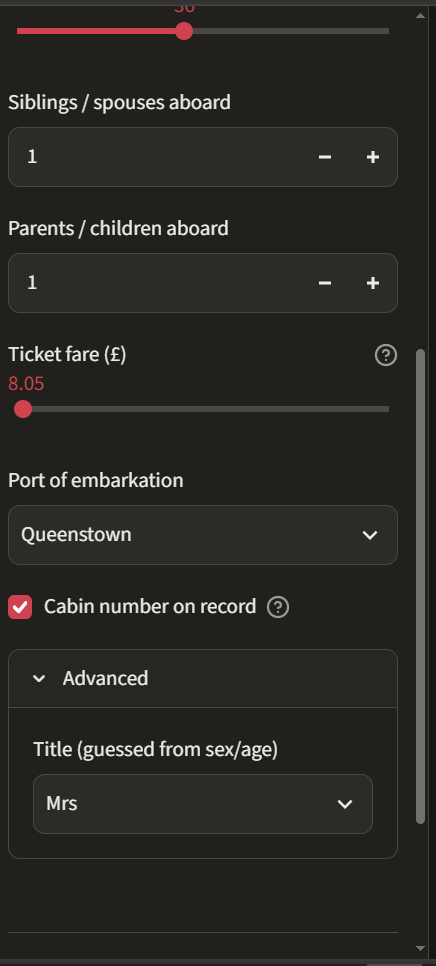 Siblings / spouses aboard
1
Parents / children aboard
1
Ticket fare (£)
8.05
Port of embarkation
Queenstown
Cabin number on record
Advanced
Title (guessed from sex/age)
Mrs